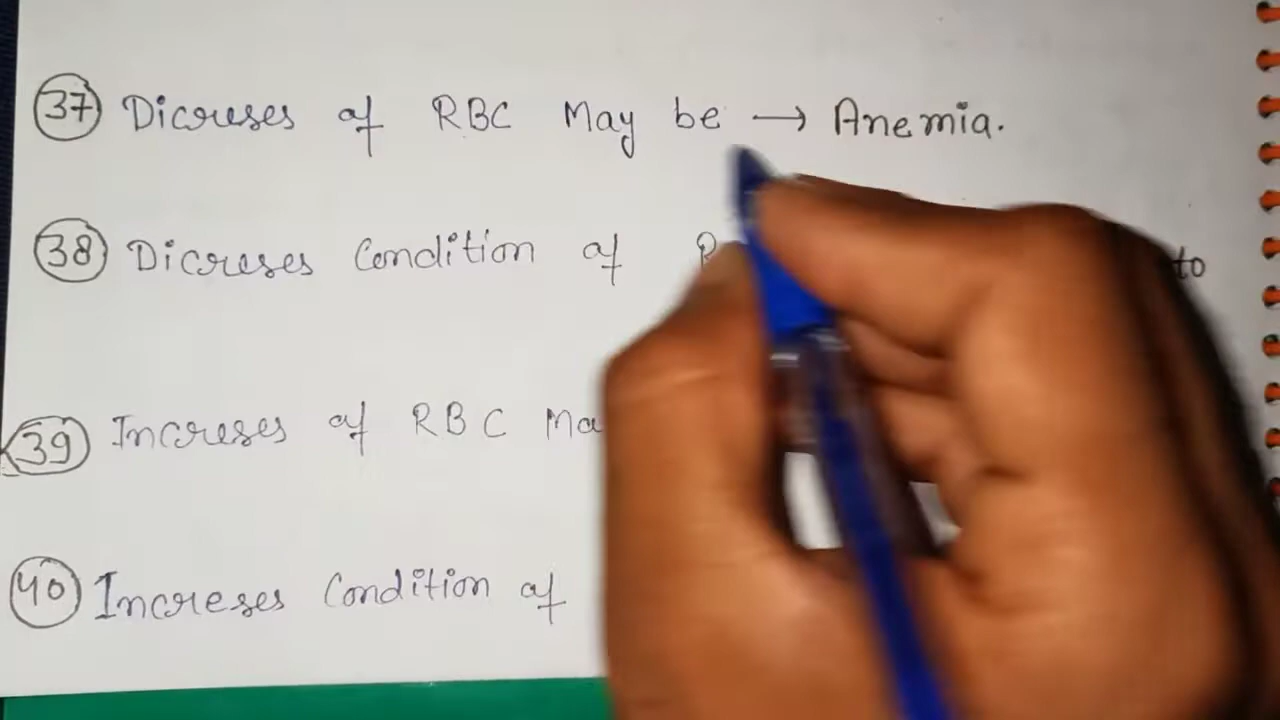 37 Dicreses of RBC May be → Anemia.
38 Dicreses Condition of to
39 Increses of RBC
40 Increses Condition of